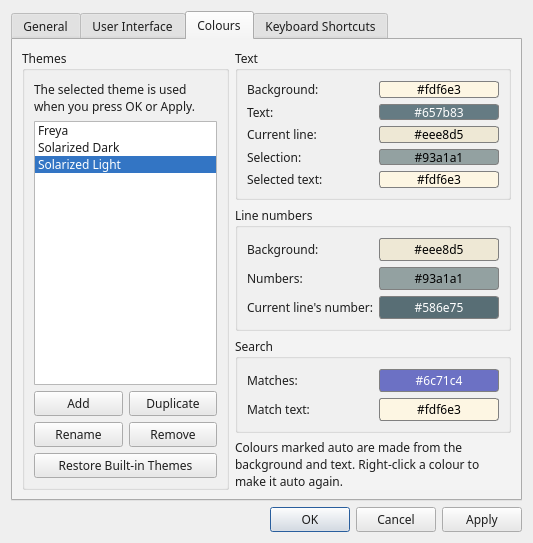 General
User Interface
Colours
Keyboard Shortcuts
Themes
The selected theme is used
when you press OK or Apply.
Freya
Solarized Dark
Solarized Light
Add
Duplicate
Rename
Remove
Restore Built-in Themes
Text
Background:
#fdf6e3
Text:
#657b83
Current line:
#eee8d5
Selection:
#93a1a1
Selected text:
#fdf6e3
Line numbers
Background:
#eee8d5
Numbers:
#93a1a1
Current line's number:
#586e75
Search
Matches:
#6c71c4
Match text:
#fdf6e3
Colours marked auto are made from the
background and text. Right-click a colour to
make it auto again.
OK
Cancel
Apply